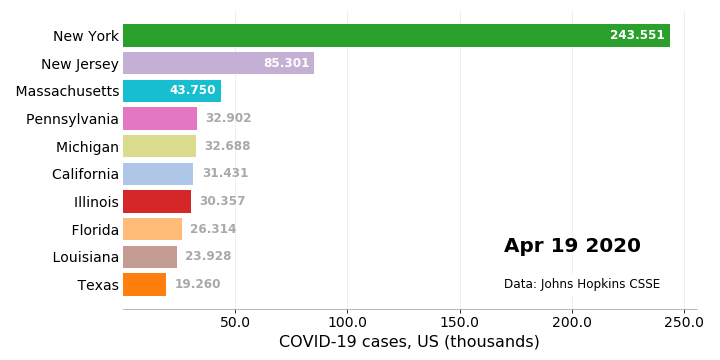 New York 243.551
New Jersey 85.301
Massachusetts 43.750
Pennsylvania 32.902
Michigan 32.688
California 31.431
Illinois 30.357
Florida 26.314
Louisiana 23.928
Texas 19.260
Apr 19 2020
Data: Johns Hopkins CSSE
50.0 100.0 150.0 200.0 250.0
COVID-19 cases, US (thousands)